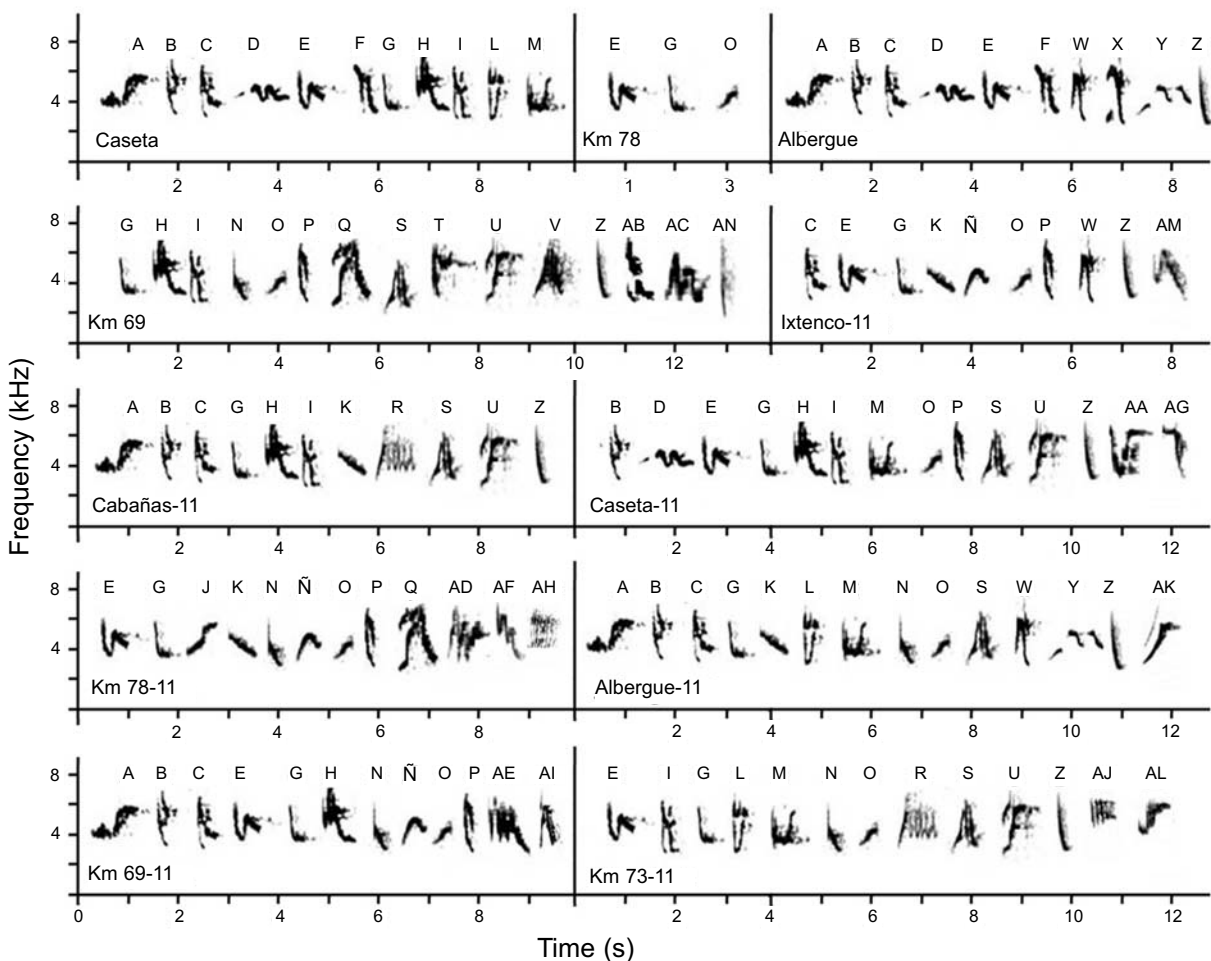 8 A B C D E F G H I L M E G O A B C D E F W X Y Z
4
Caseta Km 78 Albergue
2 4 6 8 1 3 2 4 6 8
8 G H I N O P Q S T U V Z AB AC AN C E G K Ñ O P W Z AM
4
Km 69 Ixtenco-11
2 4 6 8 10 12 2 4 6 8
8 A B C G H I K R S U Z B D E G H I M O P S U Z AA AG
4
Cabañas-11 Caseta-11
2 4 6 8 2 4 6 8 10 12
8 E G J K N Ñ O P Q AD AF AH A B C G K L M N O S W Y Z AK
4
Km 78-11 Albergue-11
2 4 6 8 2 4 6 8 10 12
8 A B C E G H N Ñ O P AE AI E I G L M N O R S U Z AJ AL
4
Km 69-11 Km 73-11
0 2 4 6 8 2 4 6 8 10 12
Frequency (kHz)
Time (s)